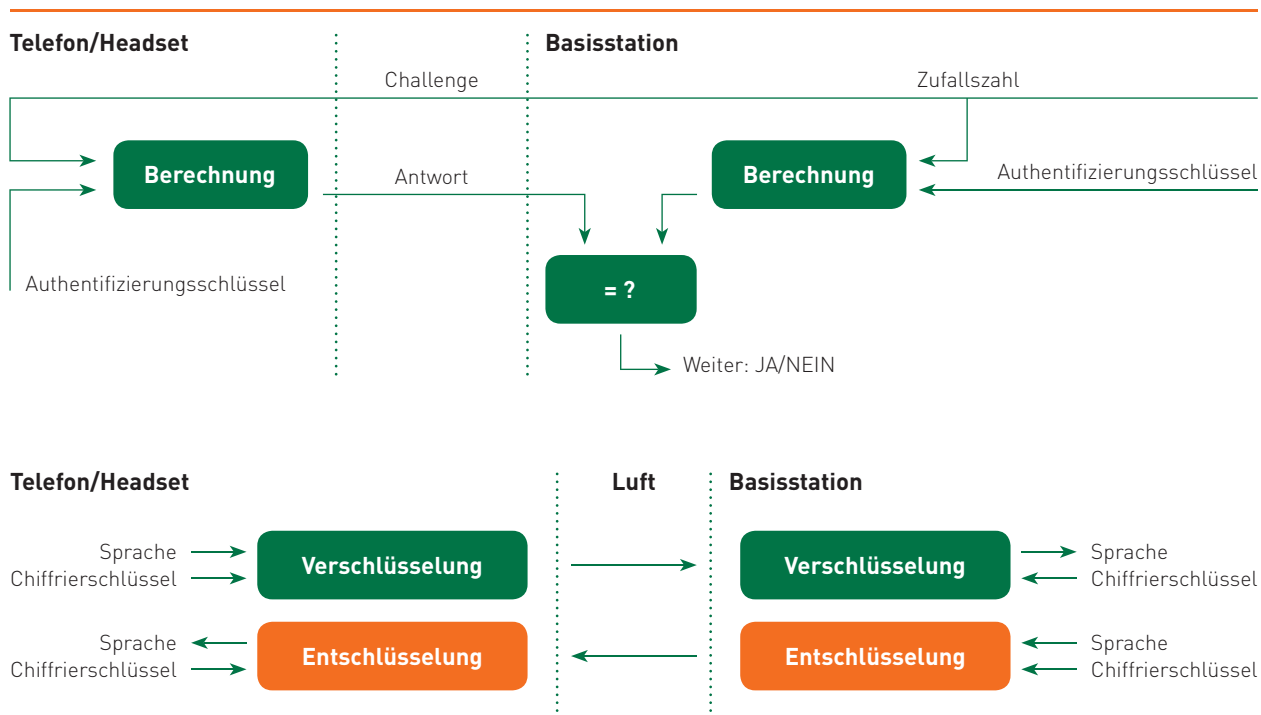 Telefon/Headset
Basisstation
Challenge
Zufallszahl
Berechnung
Antwort
Berechnung
Authentifizierungsschlüssel
Authentifizierungsschlüssel
= ?
Weiter: JA/NEIN
Telefon/Headset
Luft
Basisstation
Sprache
Chiffrierschlüssel
Verschlüsselung
Verschlüsselung
Sprache
Chiffrierschlüssel
Sprache
Chiffrierschlüssel
Entschlüsselung
Entschlüsselung
Sprache
Chiffrierschlüssel